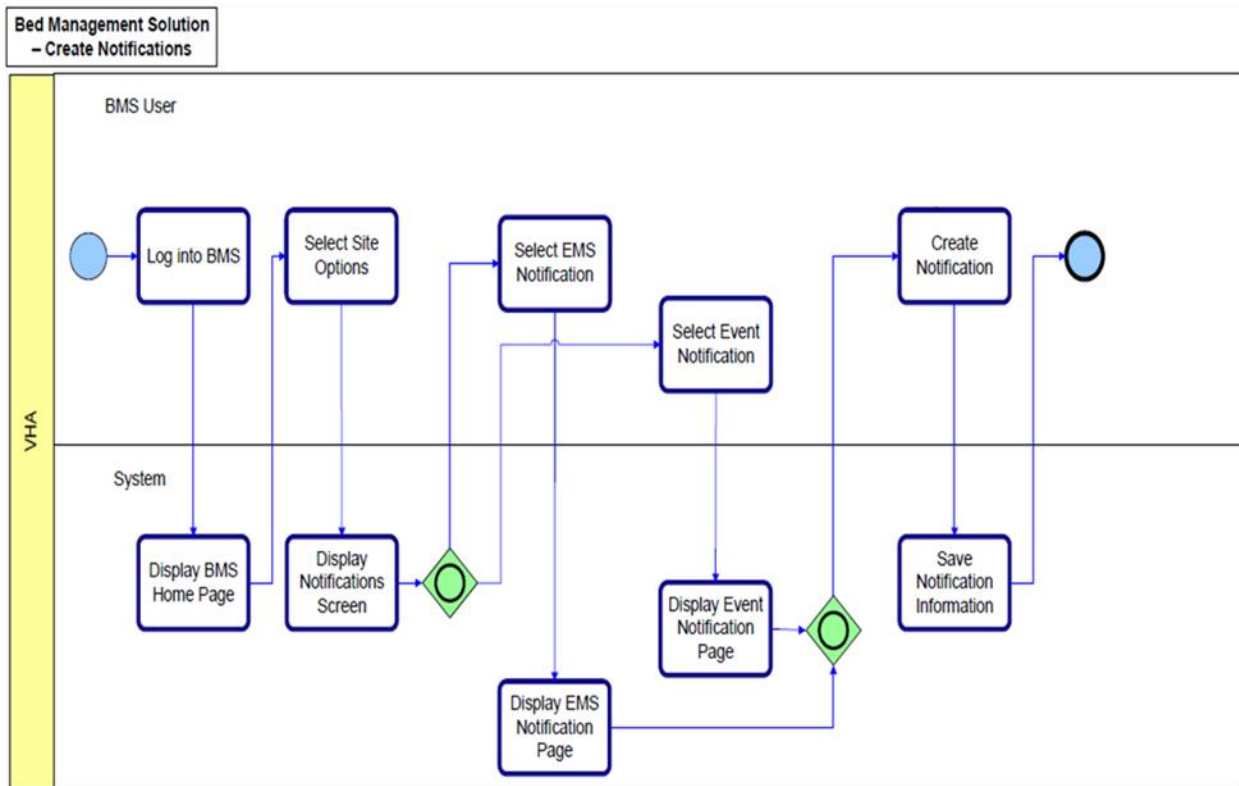 Bed Management Solution
– Create Notifications
VHA
BMS User
Log into BMS
Select Site
Options
Select EMS
Notification
Select Event
Notification
Create
Notification
System
Display BMS
Home Page
Display
Notifications
Screen
Display EMS
Notification
Page
Display Event
Notification
Page
Save
Notification
Information